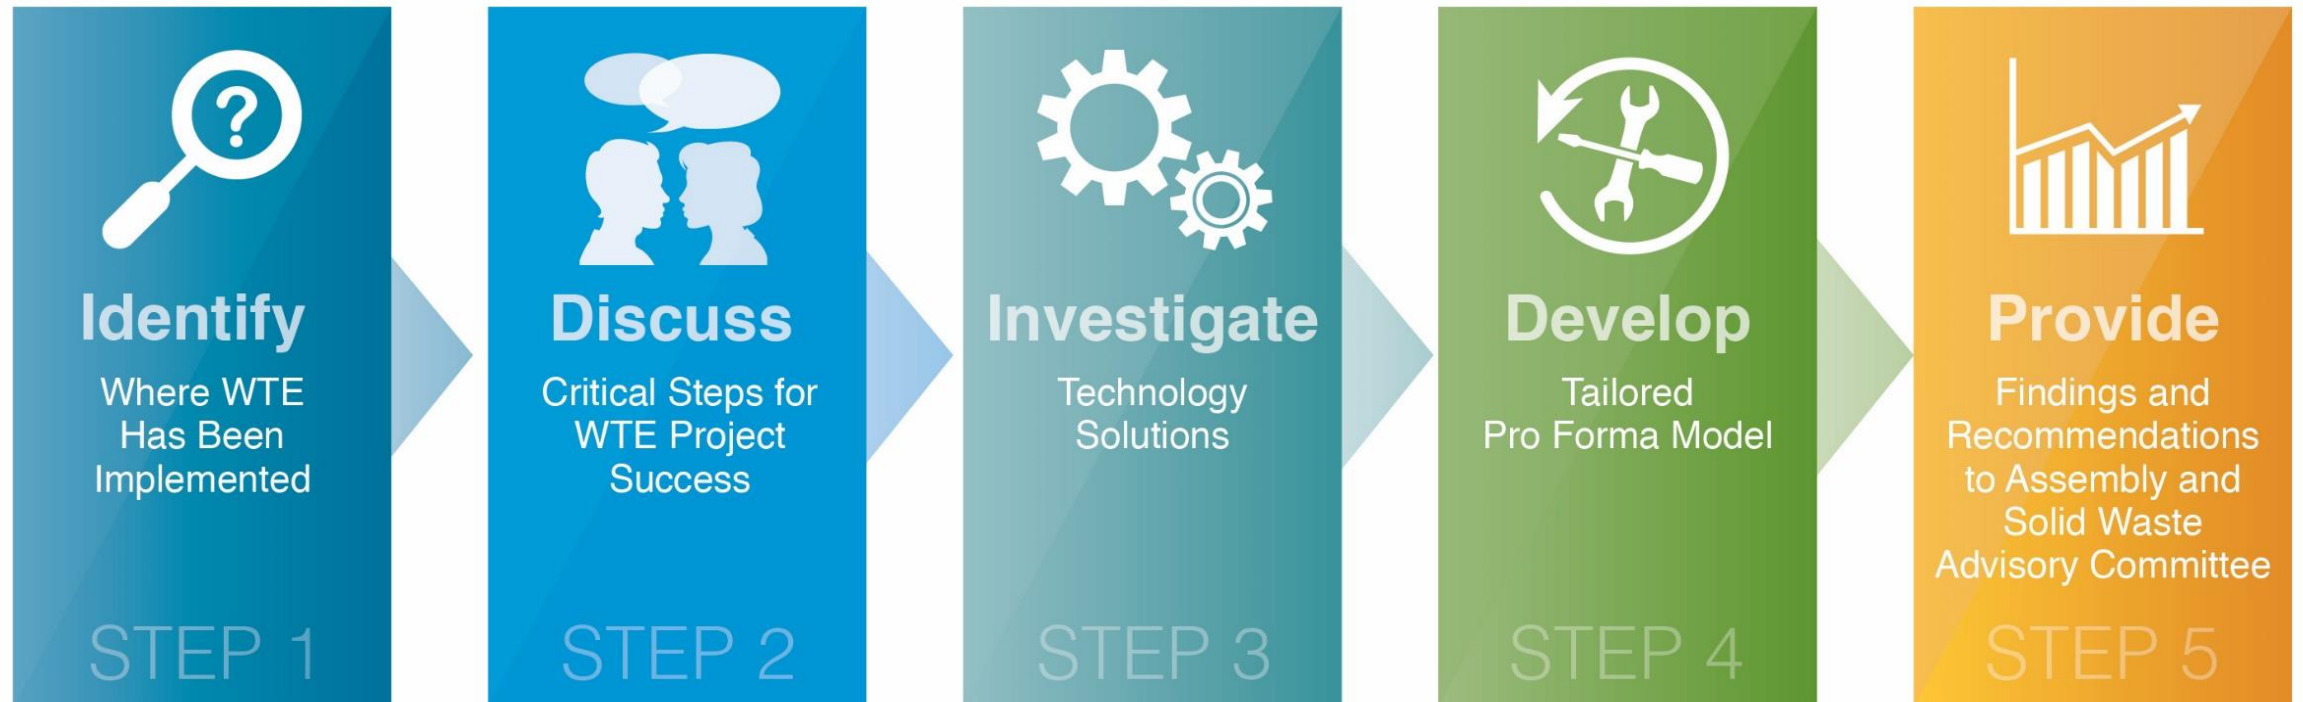 ?
Identify
Where WTE
Has Been
Implemented
STEP 1
Discuss
Critical Steps for
WTE Project
Success
STEP 2
Investigate
Technology
Solutions
STEP 3
Develop
Tailored
Pro Forma Model
STEP 4
Provide
Findings and
Recommendations
to Assembly and
Solid Waste
Advisory Committee
STEP 5